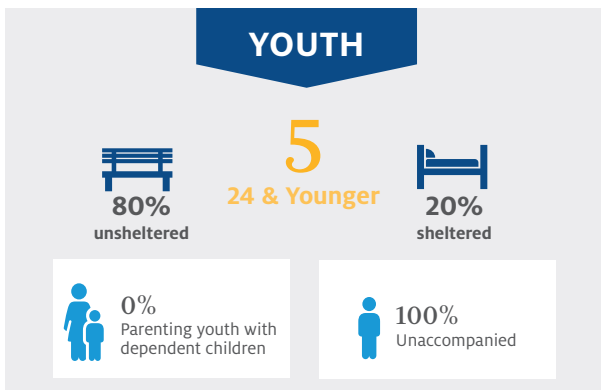 YOUTH
5
24 & Younger
80%
unsheltered
20%
sheltered
0%
Parenting youth with
dependent children
100%
Unaccompanied